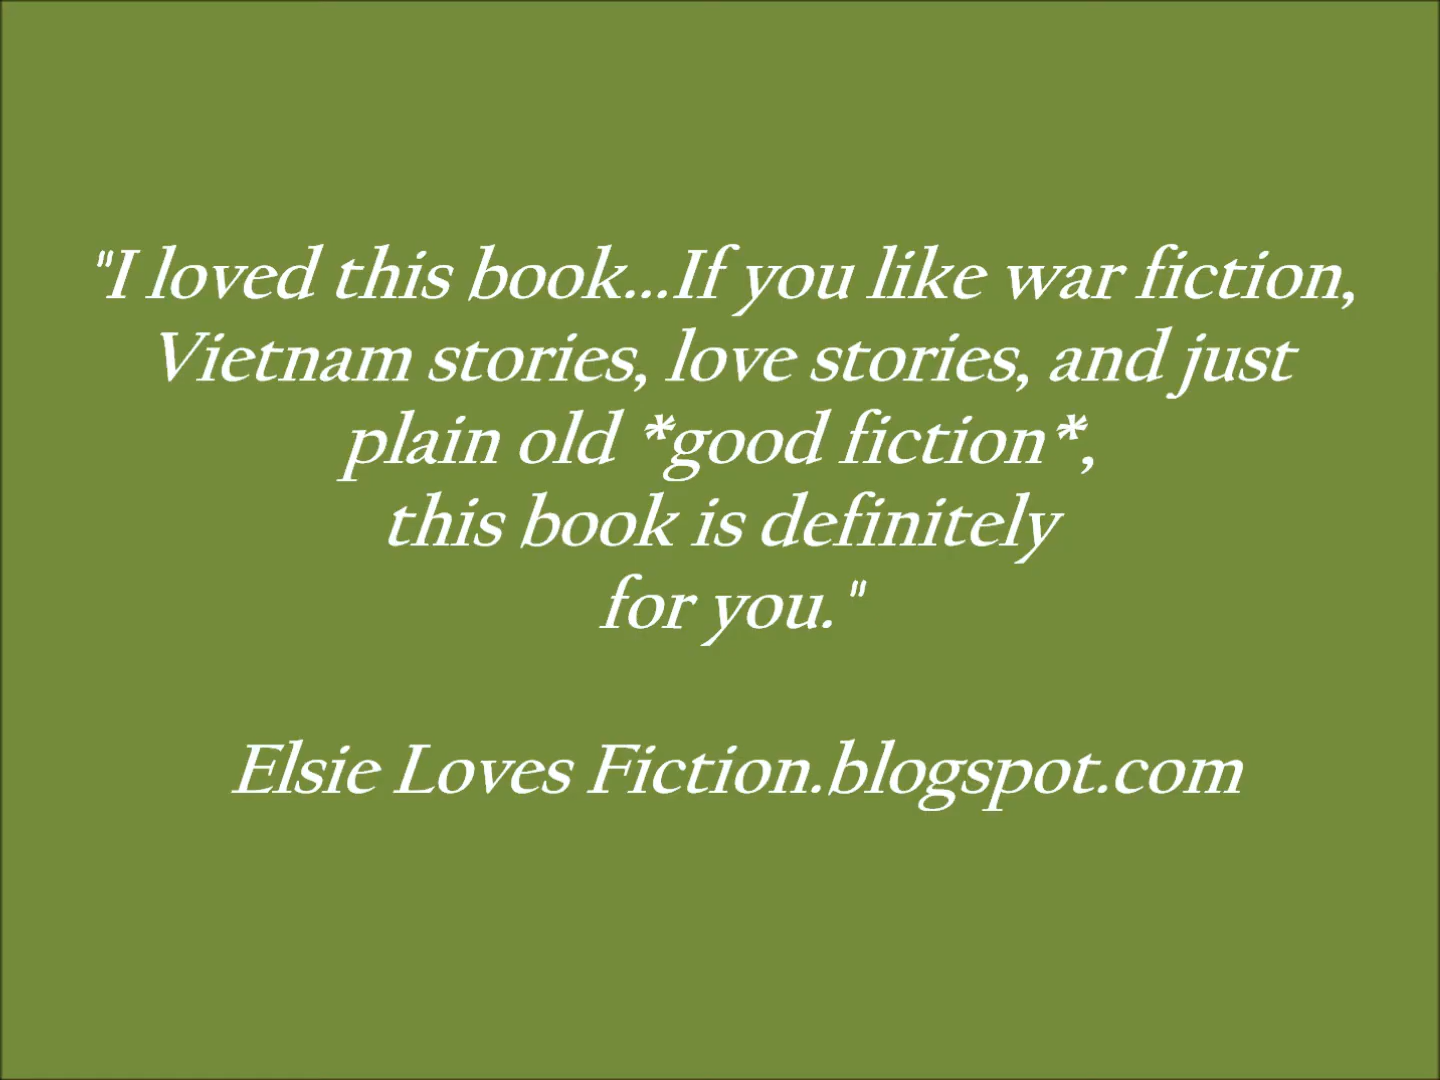 "I loved this book...If you like war fiction,
Vietnam stories, love stories, and just
plain old *good fiction*,
this book is definitely
for you."
Elsie Loves Fiction.blogspot.com